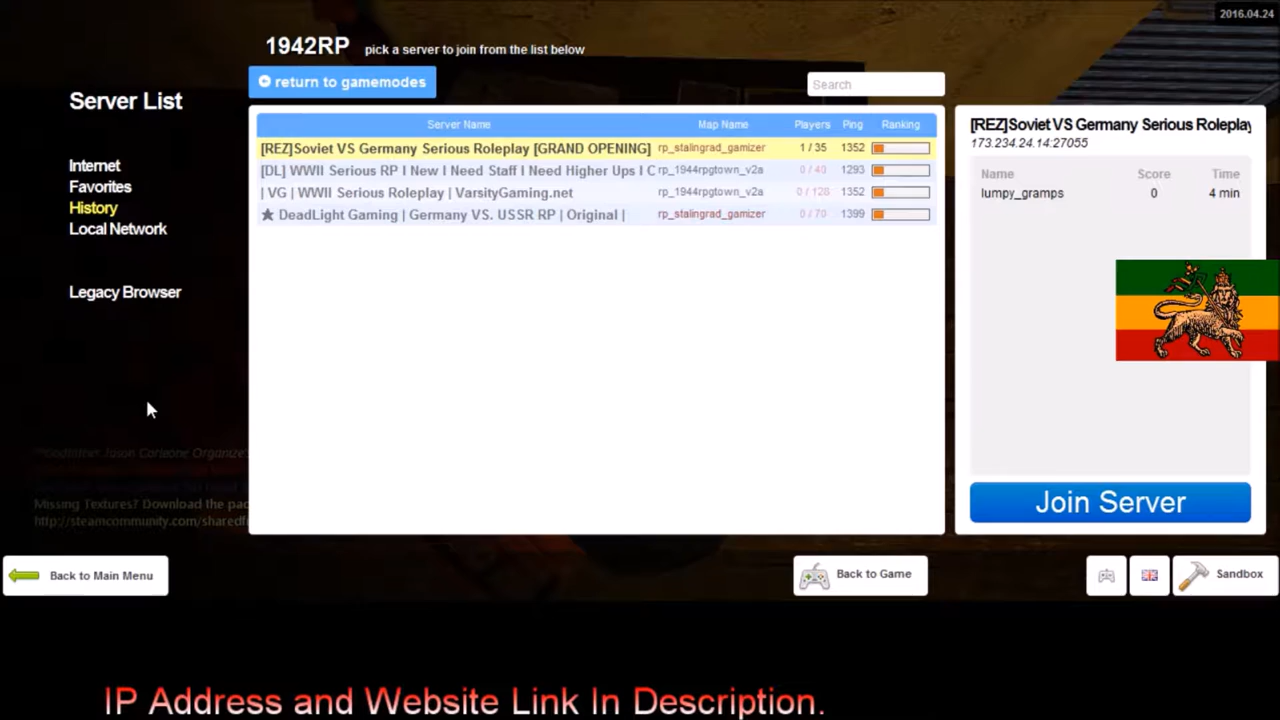 2016.04.24
1942RP pick a server to join from the list below
return to gamemodes
Search
Server List
Internet
Favorites
History
Local Network
Legacy Browser
Server Name Map Name Players Ping Ranking
[REZ]Soviet VS Germany Serious Roleplay [GRAND OPENING] rp_stalingrad_gamizer 1 / 35 1352
[DL] WWII Serious RP I New I Need Staff I Need Higher Ups I C rp_1944rpgtown_v2a 0 / 40 1293
| VG | WWII Serious Roleplay | VarsityGaming.net rp_1944rpgtown_v2a 0 / 128 1352
★ DeadLight Gaming | Germany VS. USSR RP | Original | rp_stalingrad_gamizer 0 / 70 1399
[REZ]Soviet VS Germany Serious Roleplay
173.234.24.14:27055
Name Score Time
lumpy_gramps 0 4 min
Join Server
Jason Corleone
Missing Textures? Download the pac
http://steamcommunity.com/sharedf
Back to Main Menu
Back to Game
Sandbox
IP Address and Website Link In Description.